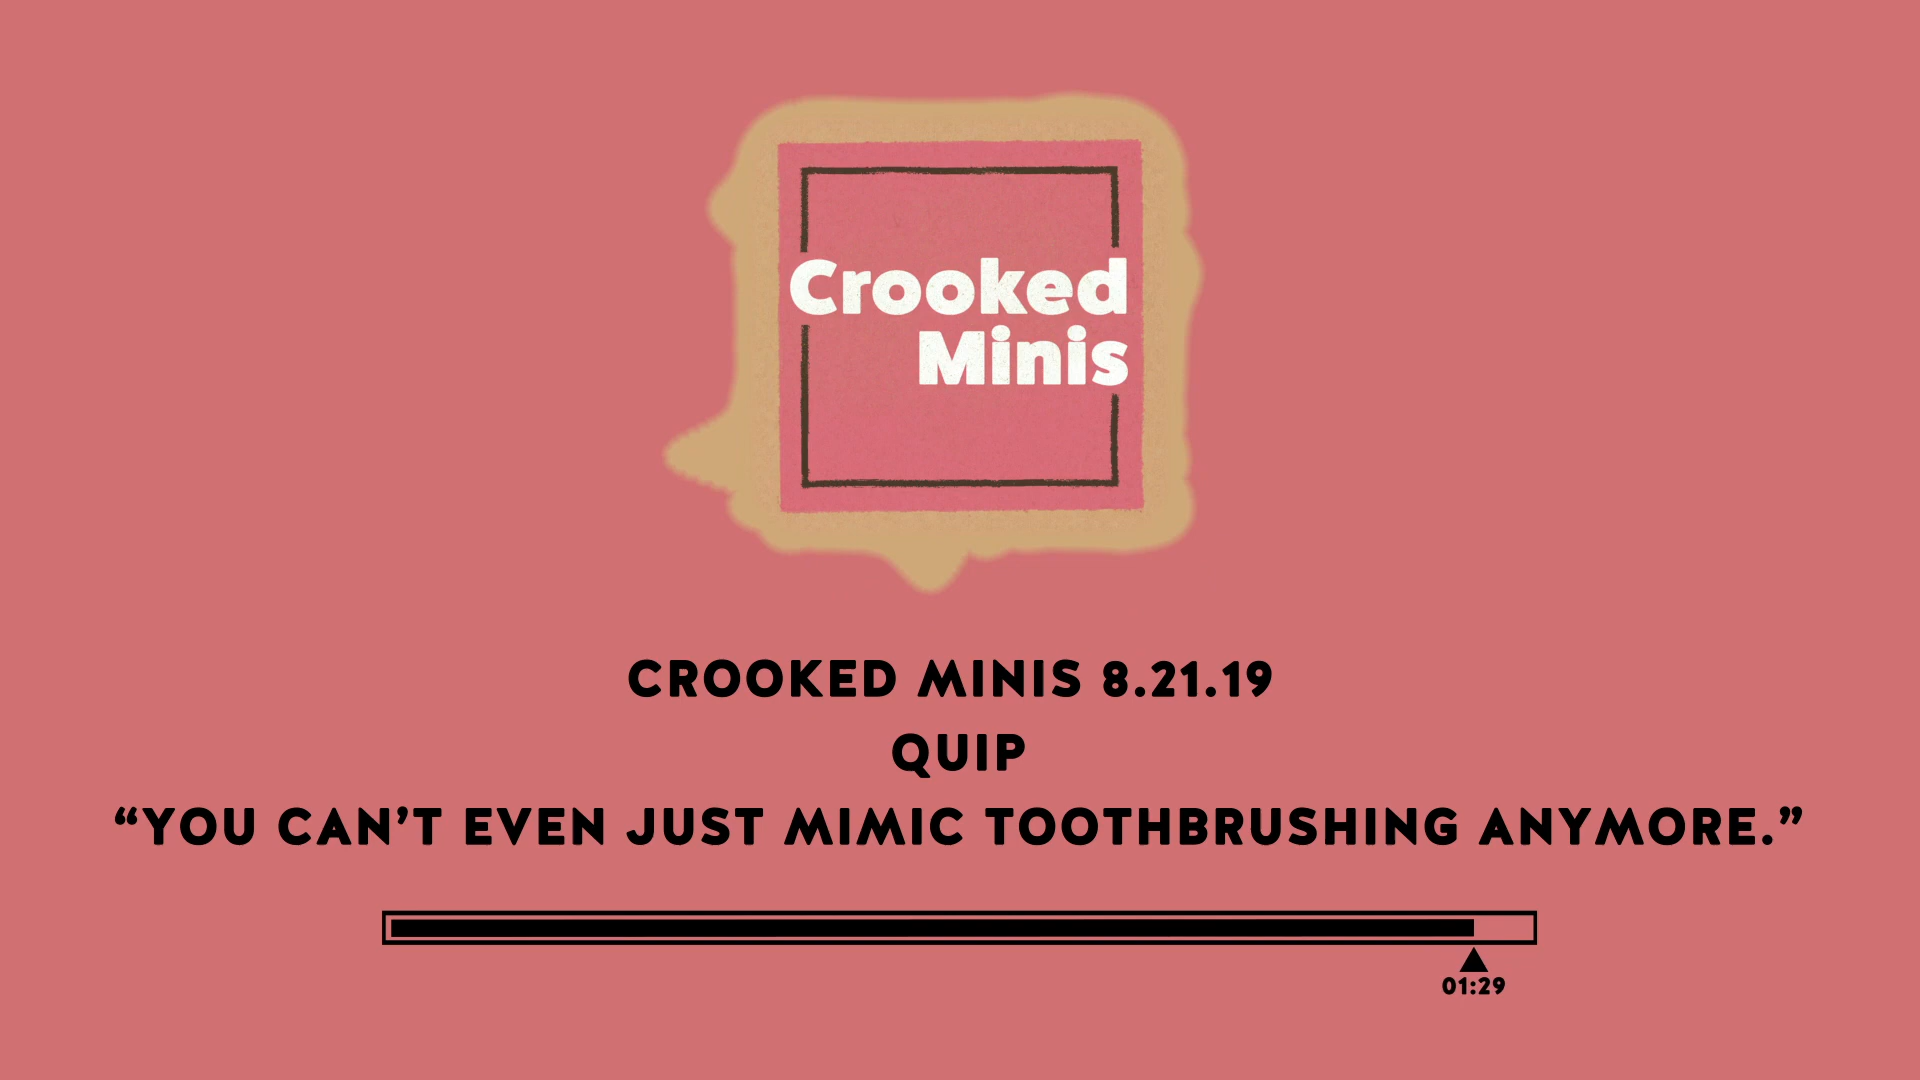 Crooked
Minis
CROOKED MINIS 8.21.19
QUIP
“YOU CAN’T EVEN JUST MIMIC TOOTHBRUSHING ANYMORE.”
01:29